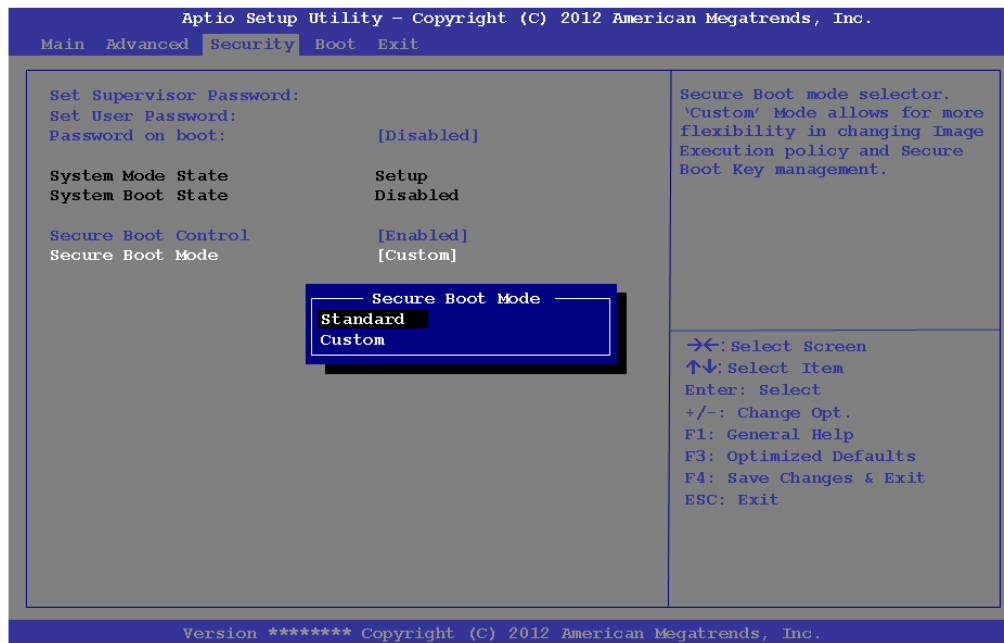 Aptio Setup Utility – Copyright (C) 2012 American Megatrends, Inc.
Main Advanced Security Boot Exit
Set Supervisor Password:
Set User Password:
Password on boot: [Disabled]
System Mode State Setup
System Boot State Disabled
Secure Boot Control [Enabled]
Secure Boot Mode [Custom]
Secure Boot Mode
Standard
Custom
Secure Boot mode selector.
‘Custom’ Mode allows for more
flexibility in changing Image
Execution policy and Secure
Boot Key management.
→←: Select Screen
↑↓: Select Item
Enter: Select
+/-: Change Opt.
F1: General Help
F3: Optimized Defaults
F4: Save Changes & Exit
ESC: Exit
Version ******** Copyright (C) 2012 American Megatrends, Inc.